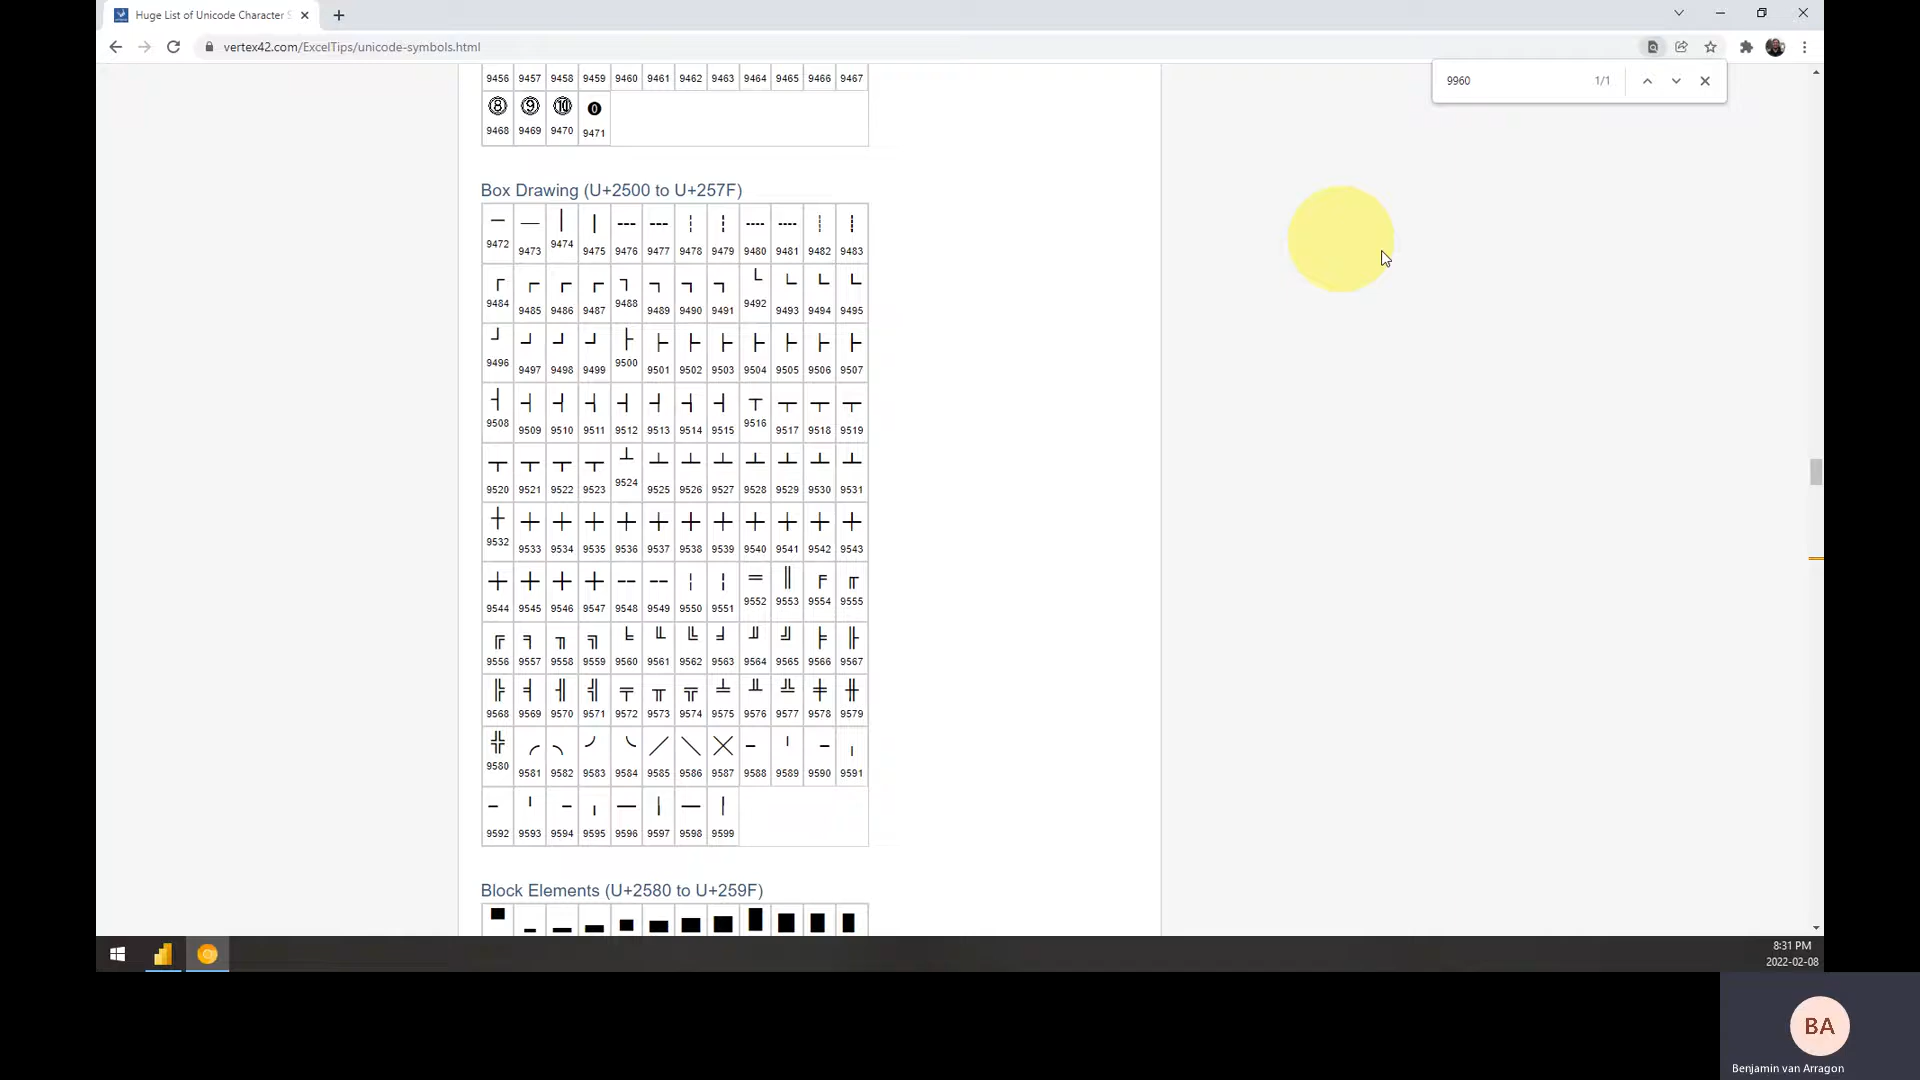 Huge List of Unicode Character S
vertex42.com/ExcelTips/unicode-symbols.html
9960
1/1
9456 9457 9458 9459 9460 9461 9462 9463 9464 9465 9466 9467
⑧ ⑨ ⑩ 0
9468 9469 9470 9471
Box Drawing (U+2500 to U+257F)
─ ━ │ ┃ ┄ ┅ ┆ ┇ ┈ ┉ ┊ ┋
9472 9473 9474 9475 9476 9477 9478 9479 9480 9481 9482 9483
┌ ┍ ┎ ┏ ┐ ┑ ┒ ┓ └ ┕ ┖ ┗
9484 9485 9486 9487 9488 9489 9490 9491 9492 9493 9494 9495
┘ ┙ ┚ ┛ ├ ┝ ┞ ┟ ┠ ┡ ┢ ┣
9496 9497 9498 9499 9500 9501 9502 9503 9504 9505 9506 9507
┤ ┥ ┦ ┧ ┨ ┩ ┪ ┫ ┬ ┭ ┮ ┯
9508 9509 9510 9511 9512 9513 9514 9515 9516 9517 9518 9519
┰ ┱ ┲ ┳ ┴ ┵ ┶ ┷ ┸ ┹ ┺ ┻
9520 9521 9522 9523 9524 9525 9526 9527 9528 9529 9530 9531
┼ ┽ ┾ ┿ ╀ ╁ ╂ ╃ ╄ ╅ ╆ ╇
9532 9533 9534 9535 9536 9537 9538 9539 9540 9541 9542 9543
╈ ╉ ╊ ╋ ╌ ╍ ╎ ╏ ═ ║ ╒ ╓
9544 9545 9546 9547 9548 9549 9550 9551 9552 9553 9554 9555
╔ ╕ ╖ ╗ ╘ ╙ ╚ ╛ ╜ ╝ ╞ ╟
9556 9557 9558 9559 9560 9561 9562 9563 9564 9565 9566 9567
╠ ╡ ╢ ╣ ╤ ╥ ╦ ╧ ╨ ╩ ╪ ╫
9568 9569 9570 9571 9572 9573 9574 9575 9576 9577 9578 9579
╬ ╭ ╮ ╯ ╰ ╱ ╲ ╳ ╴ ╵ ╶ ╷
9580 9581 9582 9583 9584 9585 9586 9587 9588 9589 9590 9591
╸ ╹ ╺ ╻ ╼ ╽ ╾ ╿
9592 9593 9594 9595 9596 9597 9598 9599
Block Elements (U+2580 to U+259F)
8:31 PM
2022-02-08
BA
Benjamin van Arragon